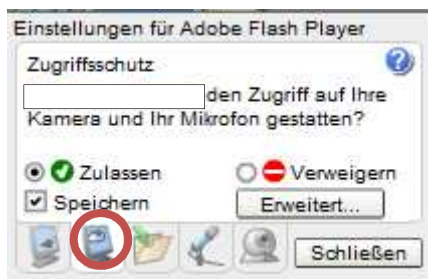 Einstellungen für Adobe Flash Player
Zugriffsschutz
den Zugriff auf Ihre
Kamera und Ihr Mikrofon gestatten?
Zulassen
Verweigern
Speichern
Erweitert...
Schließen